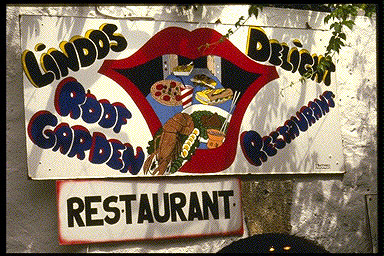 LINDOS DELIGHT
ROOF GARDEN RESTAURANT
RESTAURANT